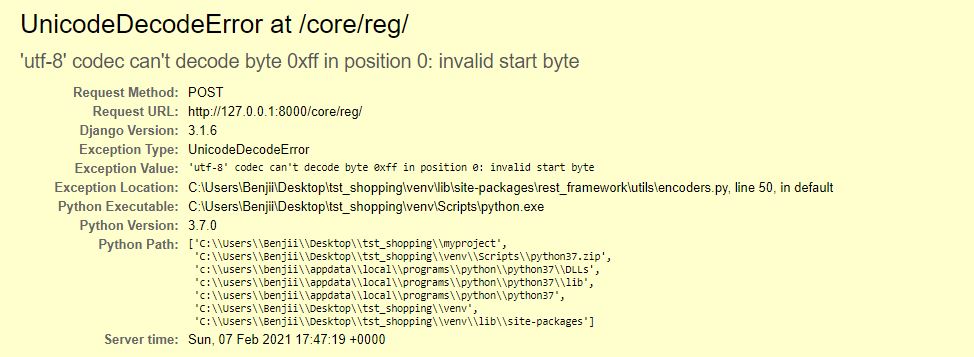 UnicodeDecodeError at /core/reg/
'utf-8' codec can't decode byte 0xff in position 0: invalid start byte
Request Method: POST
Request URL: http://127.0.0.1:8000/core/reg/
Django Version: 3.1.6
Exception Type: UnicodeDecodeError
Exception Value: 'utf-8' codec can't decode byte 0xff in position 0: invalid start byte
Exception Location: C:\Users\Benjii\Desktop\tst_shopping\venv\lib\site-packages\rest_framework\utils\encoders.py, line 50, in default
Python Executable: C:\Users\Benjii\Desktop\tst_shopping\venv\Scripts\python.exe
Python Version: 3.7.0
Python Path: ['C:\\Users\\Benjii\\Desktop\\tst_shopping\\myproject',
'C:\\Users\\Benjii\\Desktop\\tst_shopping\\venv\\Scripts\\python37.zip',
'c:\\users\\benjii\\appdata\\local\\programs\\python\\python37\\DLLs',
'c:\\users\\benjii\\appdata\\local\\programs\\python\\python37\\lib',
'c:\\users\\benjii\\appdata\\local\\programs\\python\\python37',
'C:\\Users\\Benjii\\Desktop\\tst_shopping\\venv',
'C:\\Users\\Benjii\\Desktop\\tst_shopping\\venv\\lib\\site-packages']
Server time: Sun, 07 Feb 2021 17:47:19 +0000